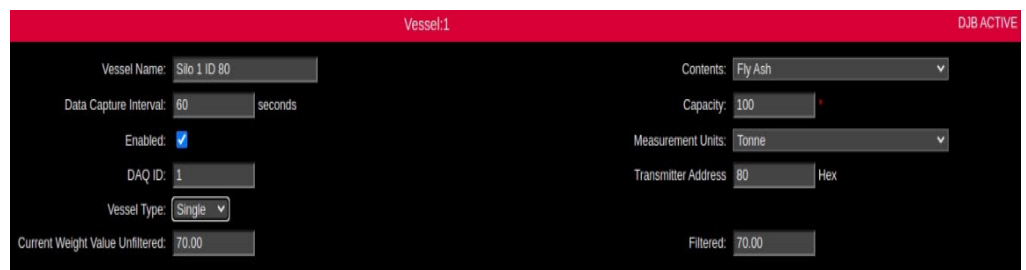 Vessel:1 DJB ACTIVE
Vessel Name: Silo 1 ID 80 Contents: Fly Ash
Data Capture Interval: 60 seconds Capacity: 100 *
Enabled: Measurement Units: Tonne
DAQ ID: 1 Transmitter Address 80 Hex
Vessel Type: Single
Current Weight Value Unfiltered: 70.00 Filtered: 70.00